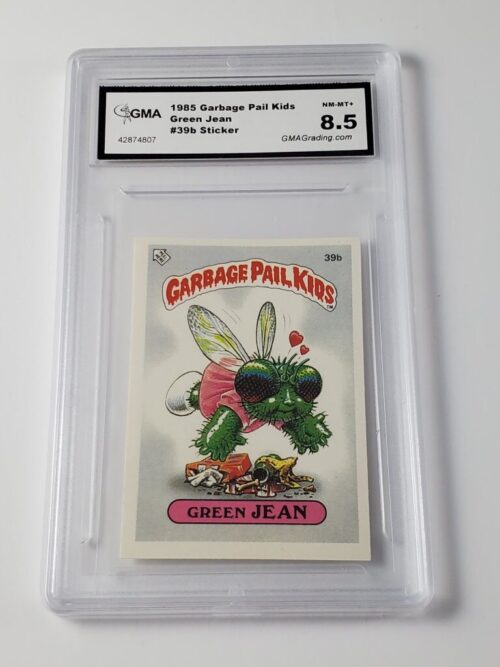 GMA
42874807
1985 Garbage Pail Kids
Green Jean
#39b Sticker
NM-MT+
8.5
GMAGrading.com
39b
GARBAGE PAIL KIDS
TM
GREEN JEAN